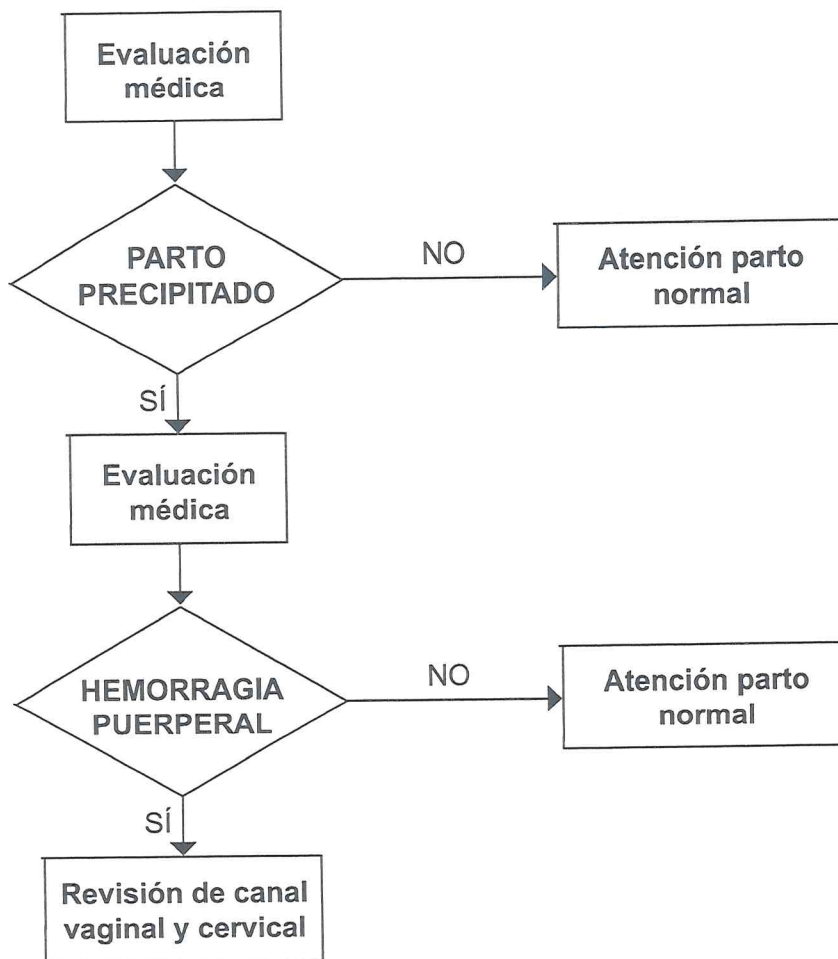 Evaluación
médica
PARTO
PRECIPITADO
NO
Atención parto
normal
SÍ
Evaluación
médica
HEMORRAGIA
PUERPERAL
NO
Atención parto
normal
SÍ
Revisión de canal
vaginal y cervical